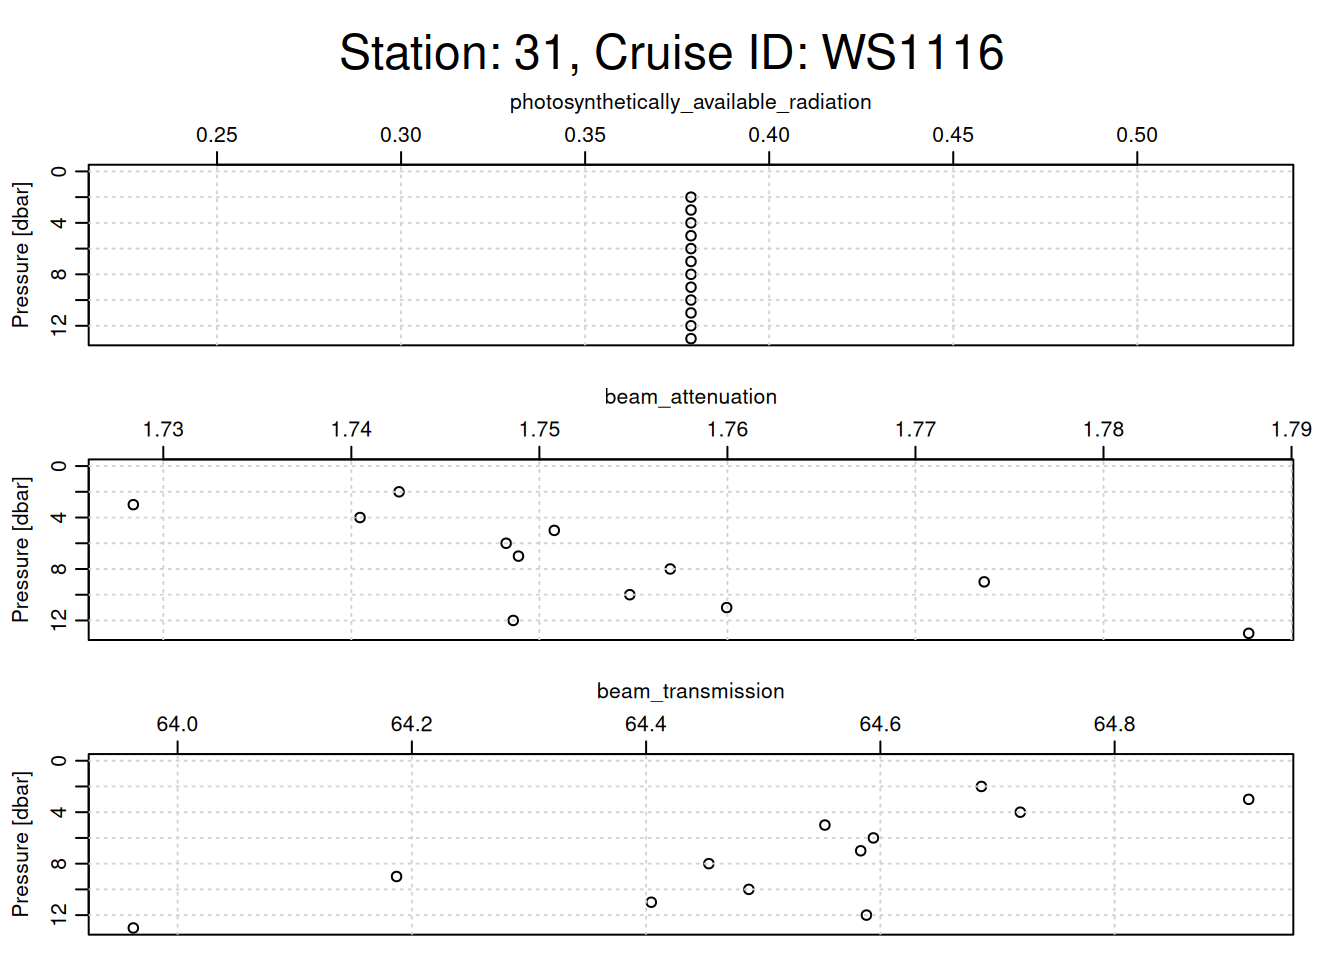 Station: 31, Cruise ID: WS1116
photosynthetically_available_radiation
0.25 0.30 0.35 0.40 0.45 0.50
Pressure [dbar]
0 4 8 12
beam_attenuation
1.73 1.74 1.75 1.76 1.77 1.78 1.79
Pressure [dbar]
0 4 8 12
beam_transmission
64.0 64.2 64.4 64.6 64.8
Pressure [dbar]
0 4 8 12